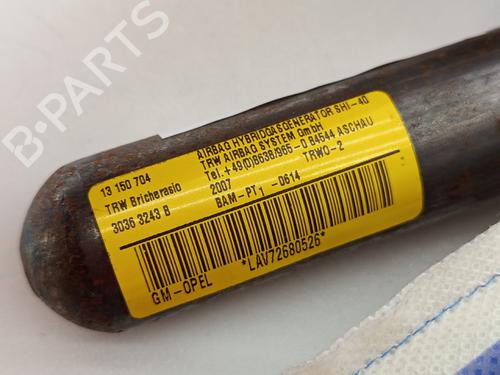 13 150 704
TRW Bricherasio
3036 3243 B
AIRBAG HYBRIDGASGENERATOR SHI-40
TRW AIRBAG SYSTEM GmbH
Tel.+49(0)8638/965-0 84544 ASCHAU
2007 TRWO-2
BAM-PT1-0614
GM-OPEL *LAV72680526*